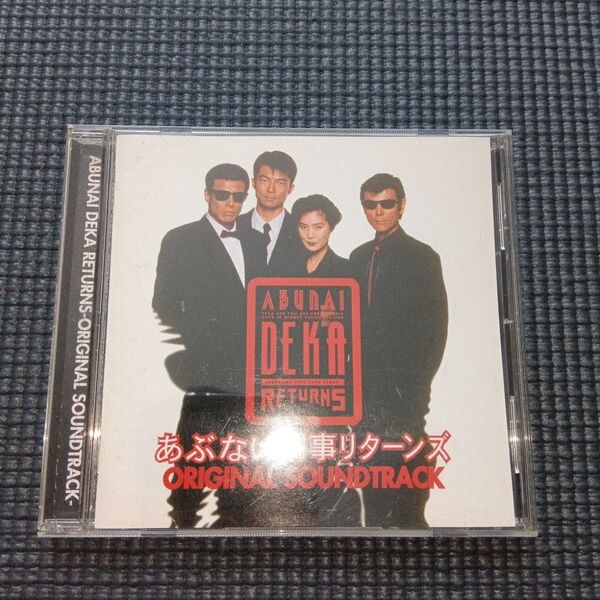 ABUNAI DEKA RETURNS-ORIGINAL SOUNDTRACK-
ABUNAI
DEKA
RETURNS
あぶない 事リターンズ
ORIGINAL SOUNDTRACK